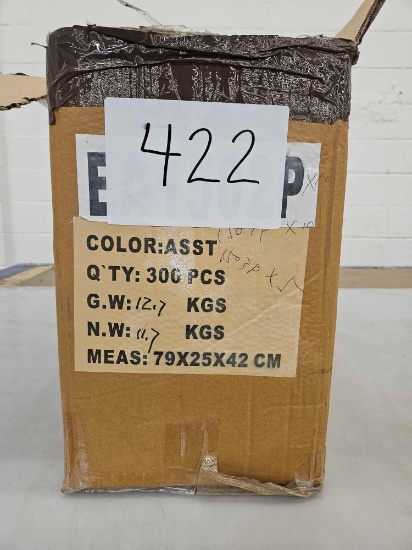 422
COLOR:ASST
Q'TY: 300 PCS
G.W: 12.7 KGS
N.W: 11.7 KGS
MEAS: 79X25X42 CM